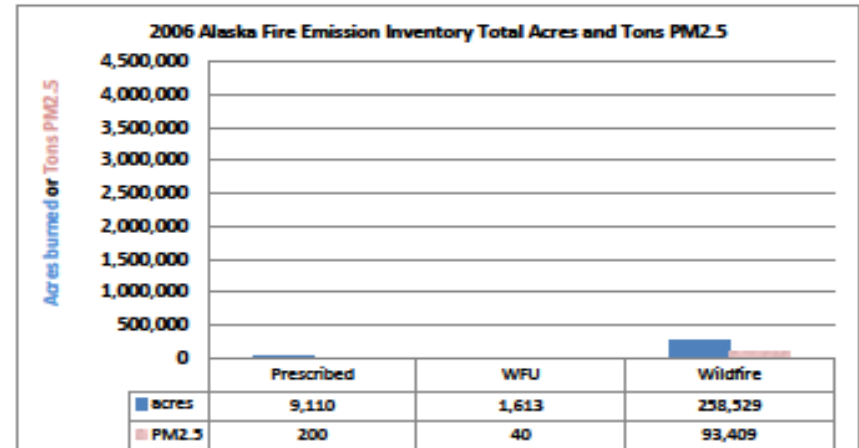 2006 Alaska Fire Emission Inventory Total Acres and Tons PM2.5
Acres burned or Tons PM2.5
4,500,000
4,000,000
3,500,000
3,000,000
2,500,000
2,000,000
1,500,000
1,000,000
500,000
0
Prescribed WFU Wildfire
acres 9,110 1,613 258,529
PM2.5 200 40 93,409